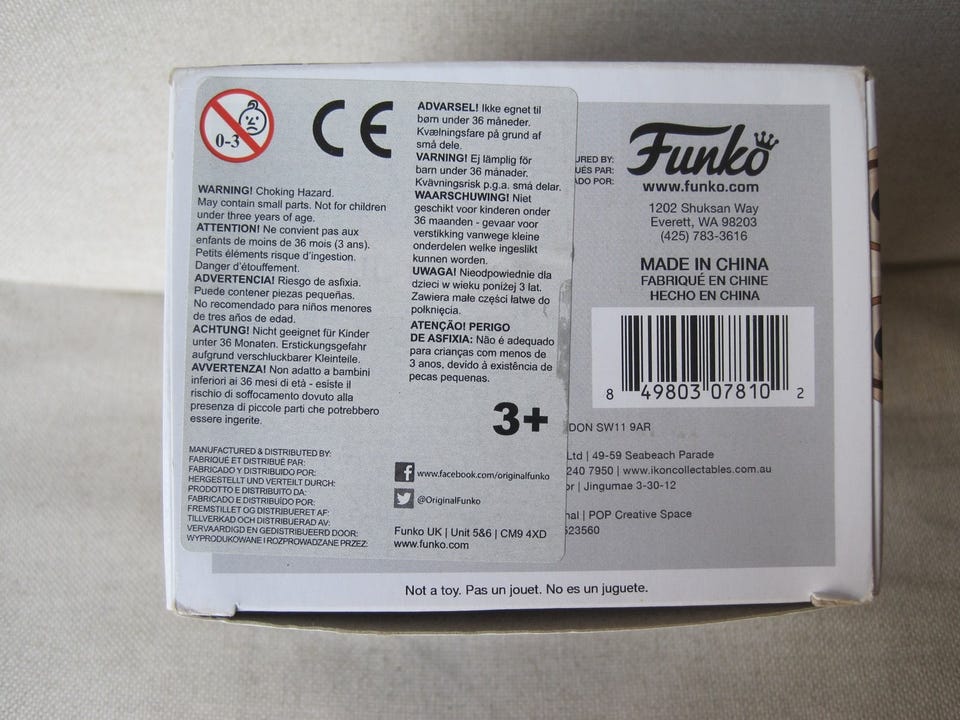 0-3
CE
WARNING! Choking Hazard.
May contain small parts. Not for children
under three years of age.
ATTENTION! Ne convient pas aux
enfants de moins de 36 mois (3 ans).
Petits éléments risque d'ingestion.
Danger d'étouffement.
ADVERTENCIA! Riesgo de asfixia.
Puede contener piezas pequeñas.
No recomendado para niños menores
de tres años de edad.
ACHTUNG! Nicht geeignet für Kinder
unter 36 Monaten. Erstickungsgefahr
aufgrund verschluckbarer Kleinteile.
AVVERTENZA! Non adatto a bambini
inferiori ai 36 mesi di età - esiste il
rischio di soffocamento dovuto alla
presenza di piccole parti che potrebbero
essere ingerite.
ADVARSEL! Ikke egnet til
børn under 36 måneder.
Kvælningsfare på grund af
små dele.
VARNING! Ej lämplig för
barn under 36 månader.
Kvävningsrisk p.g.a. små delar.
WAARSCHUWING! Niet
geschikt voor kinderen onder
36 maanden - gevaar voor
verstikking vanwege kleine
onderdelen welke ingeslikt
kunnen worden.
UWAGA! Nieodpowiednie dla
dzieci w wieku poniżej 3 lat.
Zawiera małe części łatwe do
połknięcia.
ATENÇÃO! PERIGO
DE ASFIXIA: Não é adequado
para crianças com menos de
3 anos, devido à existência de
pecas pequenas.
3+
MANUFACTURED & DISTRIBUTED BY:
FABRIQUÉ ET DISTRIBUÉ PAR:
FABRICADO Y DISTRIBUIDO POR:
HERGESTELLT UND VERTEILT DURCH:
PRODOTTO E DISTRIBUITO DA:
FABRICADO E DISTRIBUÍDO POR:
FREMSTILLET OG DISTRIBUERET AF:
TILLVERKAD OCH DISTRIBUERAD AV:
VERVAARDIGD EN GEDISTRIBUEERD DOOR:
WYPRODUKOWANE I ROZPROWADZANE PRZEZ:
f www.facebook.com/originalfunko
@OriginalFunko
Funko UK | Unit 5&6 | CM9 4XD
www.funko.com
URED BY:
UÉS PAR:
ADO POR:
Funko
www.funko.com
1202 Shuksan Way
Everett, WA 98203
(425) 783-3616
MADE IN CHINA
FABRIQUÉ EN CHINE
HECHO EN CHINA
8 49803 07810 2
DON SW11 9AR
Ltd | 49-59 Seabeach Parade
240 7950 | www.ikoncollectables.com.au
or | Jingumae 3-30-12
nal | POP Creative Space
523560
Not a toy. Pas un jouet. No es un juguete.